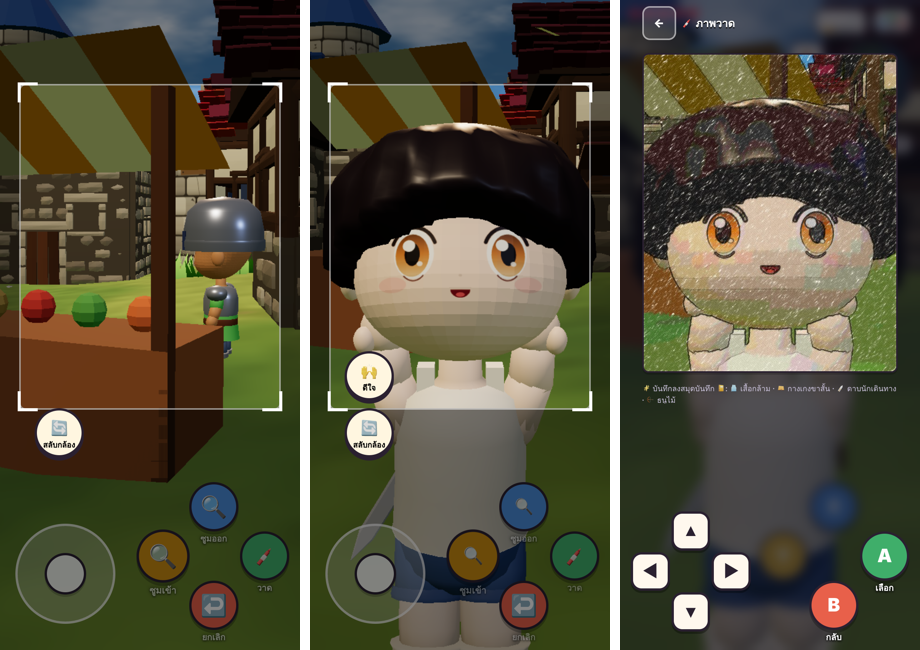 สลับกล้อง
ซูมออก
ซูมเข้า
วาด
ยกเลิก
ดีใจ
สลับกล้อง
ซูมออก
ซูมเข้า
วาด
ยกเลิก
ภาพวาด
บันทึกลงสมุดบันทึก : เสื้อกล้าม · กางเกงขาสั้น · ดาบนักเดินทาง
· ธนูไม้
A
เลือก
B
กลับ